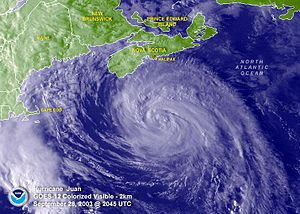 NEW
BRUNSWICK
PRINCE EDWARD
ISLAND
MAINE
NOVA SCOTIA
HALIFAX
NORTH
ATLANTIC
OCEAN
CAPE COD
Hurricane Juan
GOES-12 Colorized Visible - 2km
September 28, 2003 @ 2045 UTC